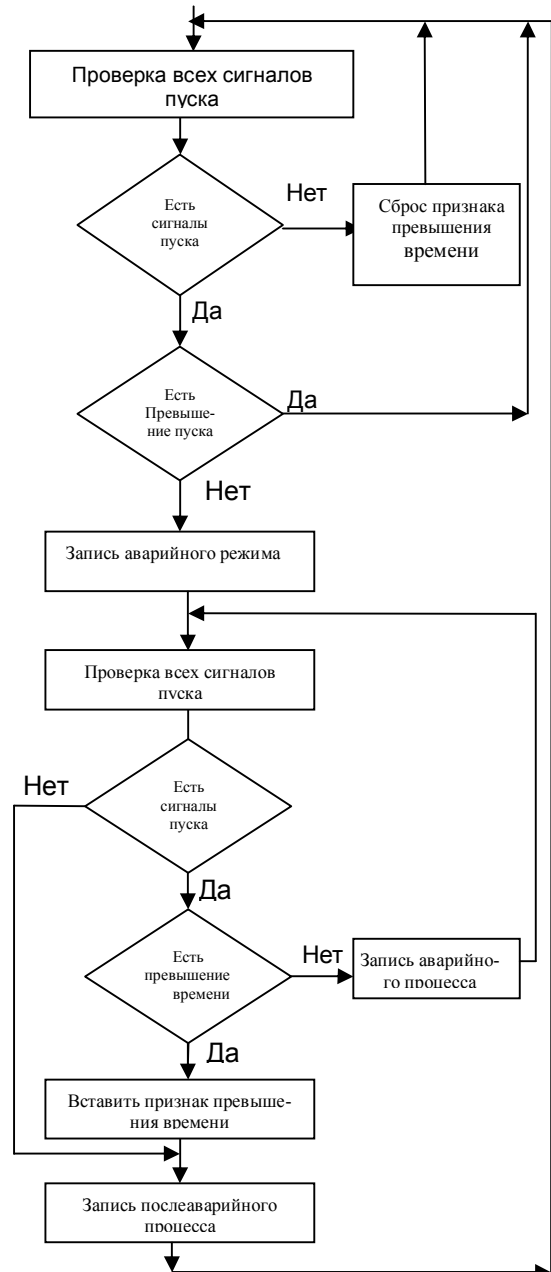 Проверка всех сигналов
пуска
Есть
сигналы
пуска
Нет
Сброс признака
превышения
времени
Да
Есть
Превыше-
ние пуска
Да
Нет
Запись аварийного режима
Проверка всех сигналов
пуска
Нет
Есть
сигналы
пуска
Да
Есть
превышение
времени
Нет
Запись аварийно-
го процесса
Да
Вставить признак превыше-
ния времени
Запись послеаварийного
процесса